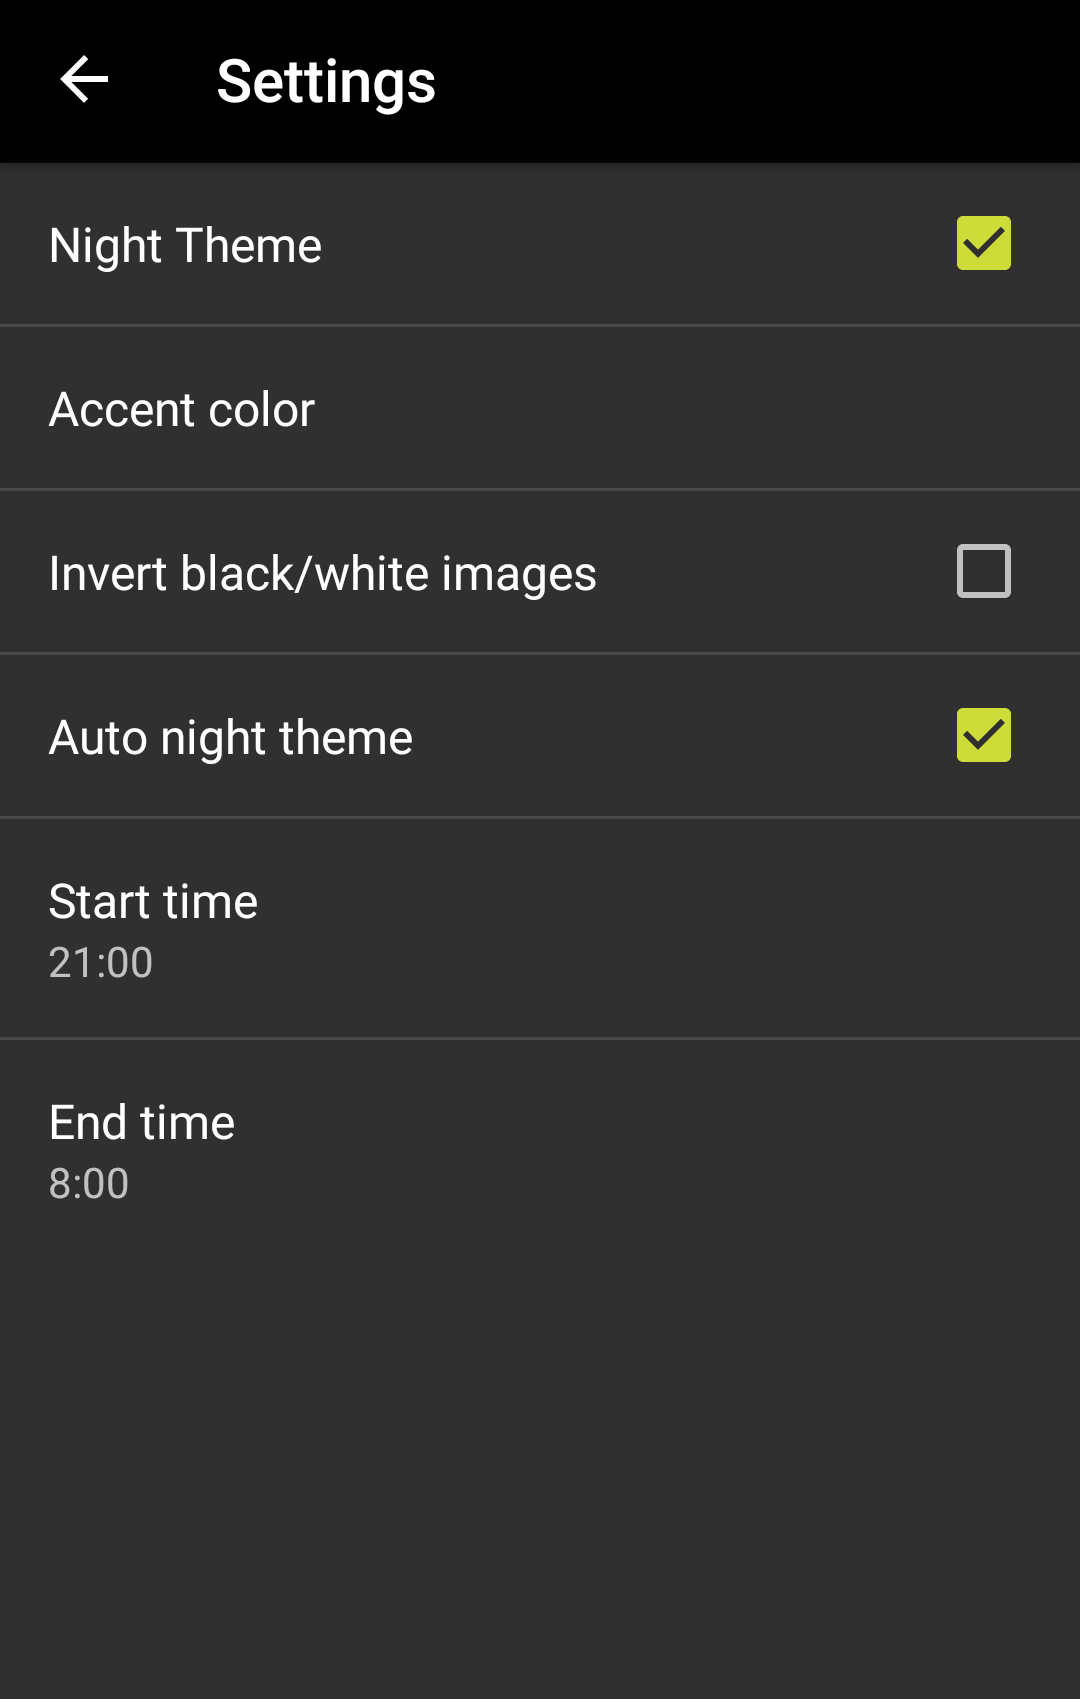 Settings
Night Theme
Accent color
Invert black/white images
Auto night theme
Start time
21:00
End time
8:00